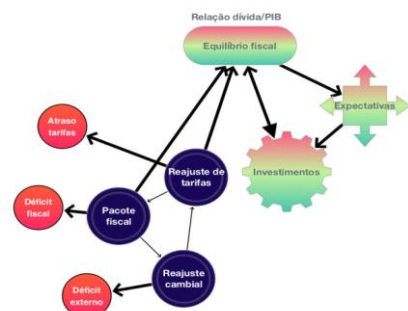 Relação dívida/PIB
Equilíbrio fiscal
Expectativas
Atraso
tarifas
Reajuste de
tarifas
Investimentos
Déficit
fiscal
Pacote
fiscal
Reajuste
cambial
Déficit
externo